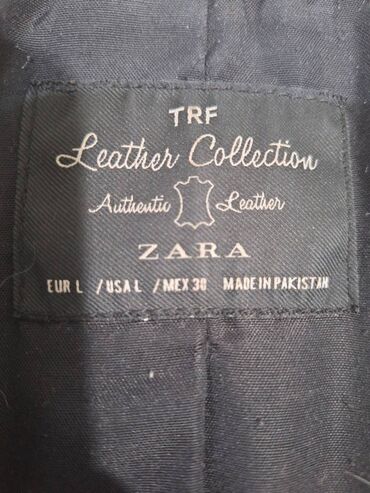 TRF
Leather Collection
Authentic Leather
ZARA
EUR L / USA L / MEX 30 MADE IN PAKISTAN